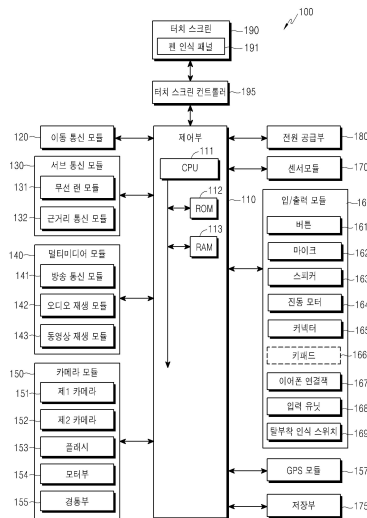 100
터치 스크린
190
펜 인식 패널
191
터치 스크린 컨트롤러
195
120
이동 통신 모듈
130
서브 통신 모듈
131
무선 랜 모듈
132
근거리 통신 모듈
140
멀티미디어 모듈
141
방송 통신 모듈
142
오디오 재생 모듈
143
동영상 재생 모듈
150
카메라 모듈
151
제1 카메라
152
제2 카메라
153
플래시
154
모터부
155
경통부
제어부
111
CPU
112
ROM
110
113
RAM
전원 공급부
180
센서모듈
170
입/출력 모듈
버튼
161
마이크
162
스피커
163
진동 모터
164
커넥터
165
키패드
166
이어폰 연결잭
167
입력 유닛
168
탈부착 인식 스위치
169
GPS 모듈
157
저장부
175